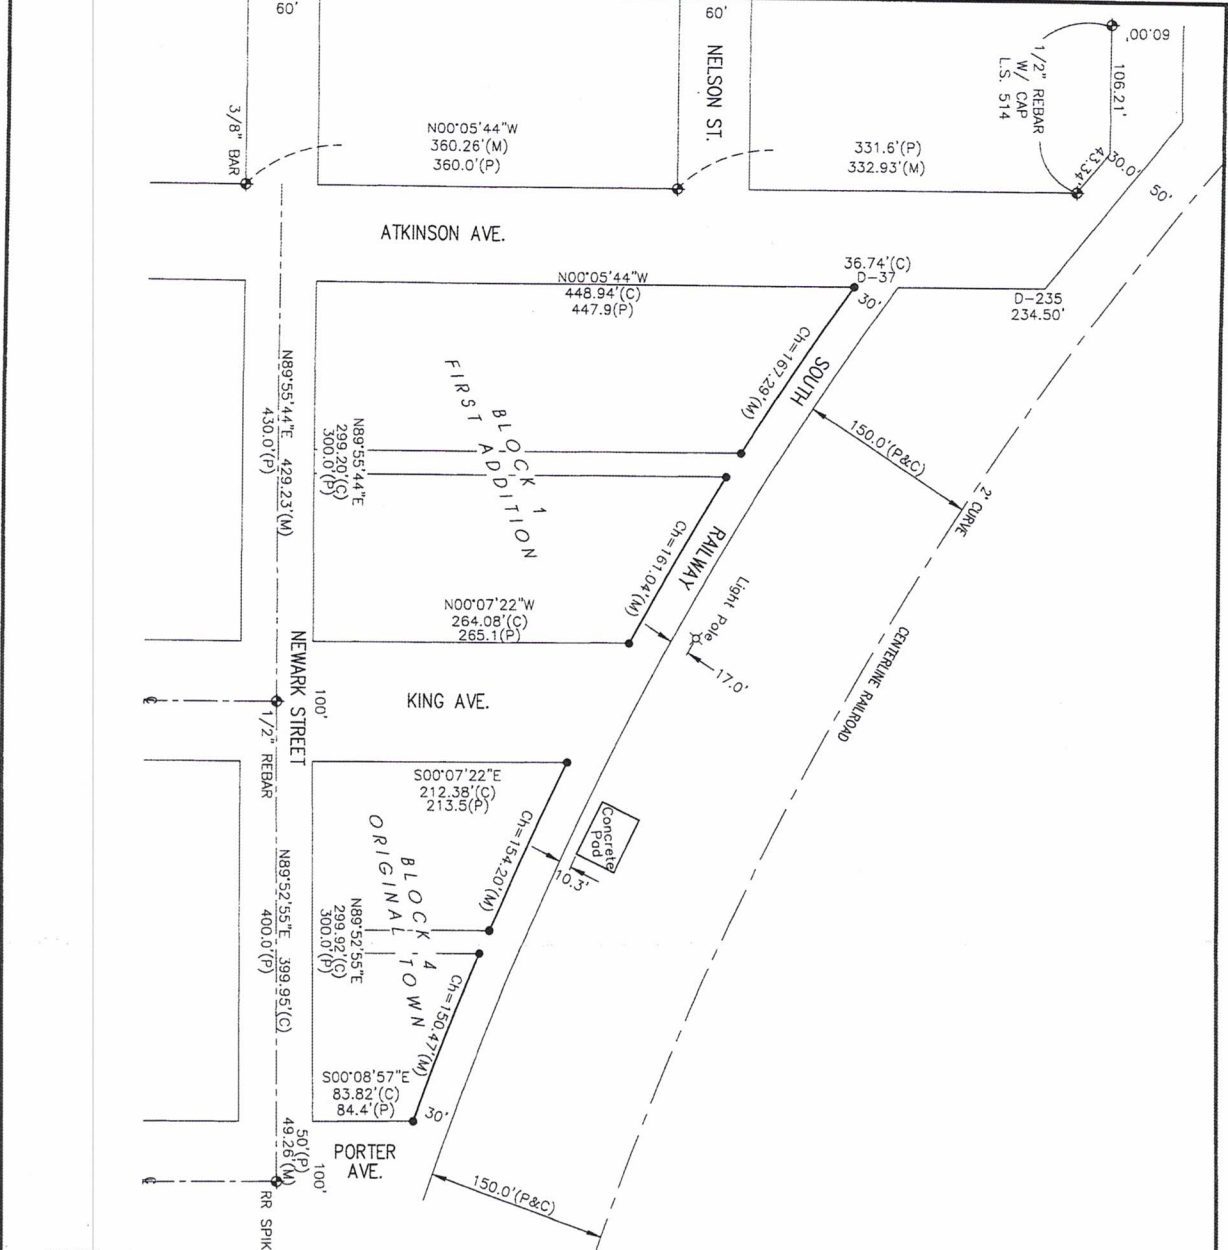 60'
60'
NELSON ST.
60.00'
106.21'
1/2" REBAR
W/ CAP
L.S. 514
43.34'
30.0'
50'
3/8" BAR
N00°05'44"W
360.26'(M)
360.0'(P)
331.6'(P)
332.93'(M)
ATKINSON AVE.
N00°05'44"W
448.94'(C)
447.9(P)
36.74'(C)
D-37
30'
D-235
234.50'
Ch=167.29'(M)
SOUTH
RAILWAY
150.0'(P&C)
2° CURVE
CENTERLINE RAILROAD
BLOCK 1
FIRST ADDITION
N89°55'44"E 429.23'(M)
430.0'(P)
N89°55'44"E
299.20'(C)
300.0'(P)
Ch=161.04'(M)
Light Pole
17.0'
N00°07'22"W
264.08'(C)
265.1(P)
NEWARK STREET
100'
KING AVE.
℄
1/2" REBAR
S00°07'22"E
212.38'(C)
213.5(P)
Ch=154.20'(M)
Concrete
Pad
10.3'
BLOCK 4
ORIGINAL TOWN
N89°52'55"E 399.95'(C)
400.0'(P)
N89°52'55"E
299.92'(C)
300.0'(P)
Ch=150.47'(M)
S00°08'57"E
83.82'(C)
84.4'(P)
30'
PORTER
AVE.
50'(P)
49.26'(M)
100'
℄
RR SPIK
150.0'(P&C)